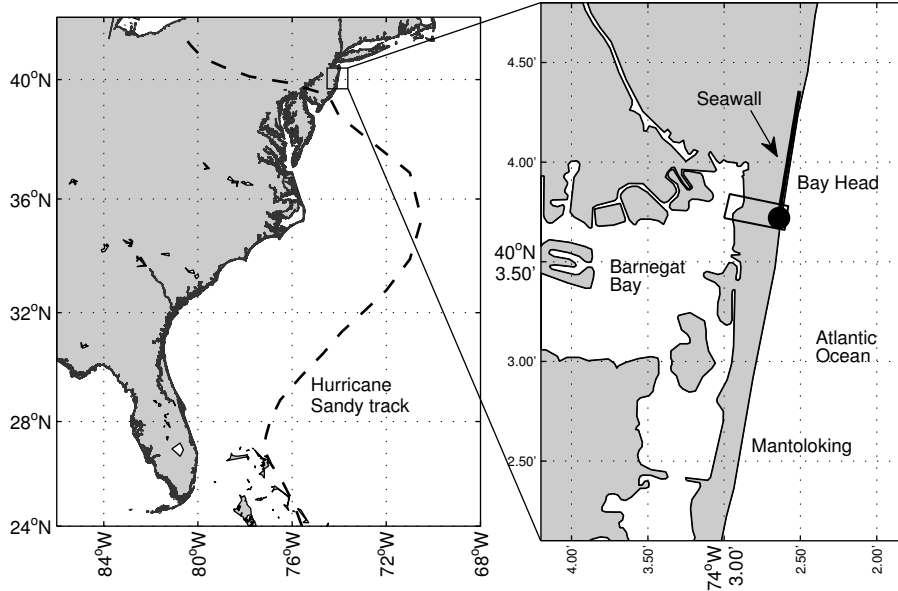 40°N
36°N
32°N
28°N
24°N
84°W
80°W
76°W
72°W
68°W
Hurricane
Sandy track
4.50'
4.00'
40°N
3.50'
3.00'
2.50'
4.00'
3.50'
74°W
3.00'
2.50'
2.00'
Seawall
Bay Head
Barnegat
Bay
Atlantic
Ocean
Mantoloking